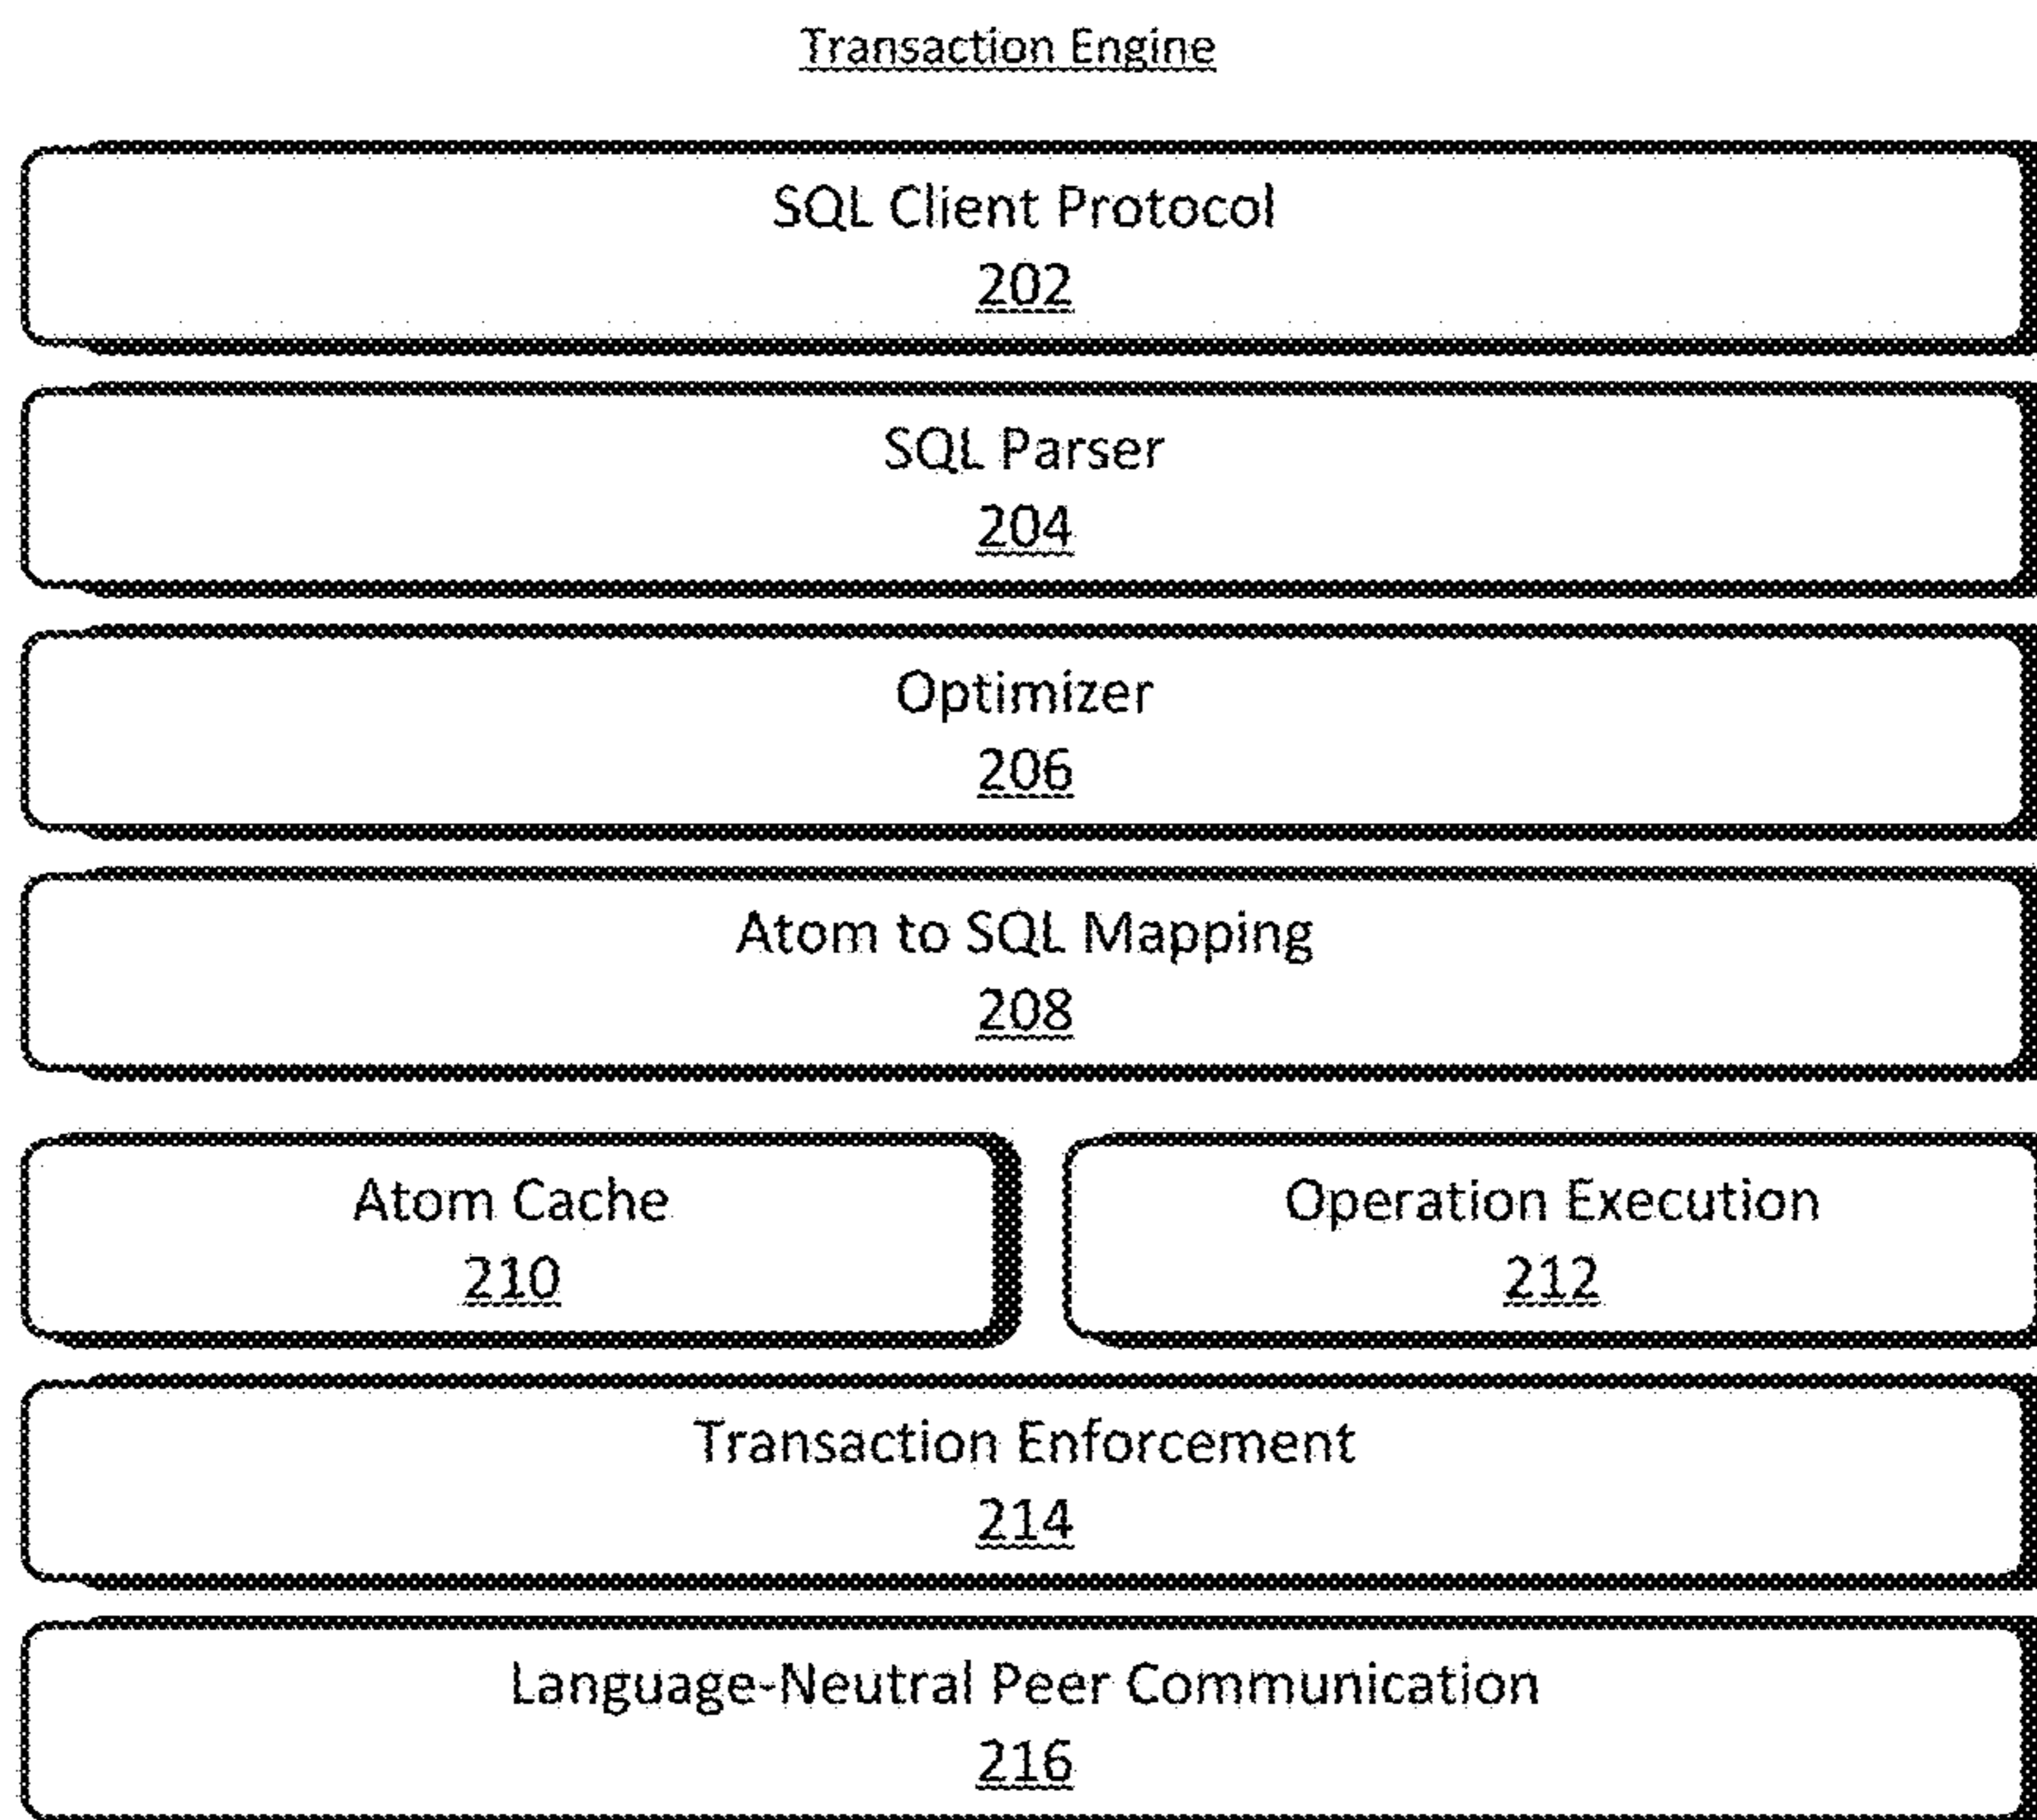 Transaction Engine
SQL Client Protocol
202
SQL Parser
204
Optimizer
206
Atom to SQL Mapping
208
Atom Cache
210
Operation Execution
212
Transaction Enforcement
214
Language-Neutral Peer Communication
216